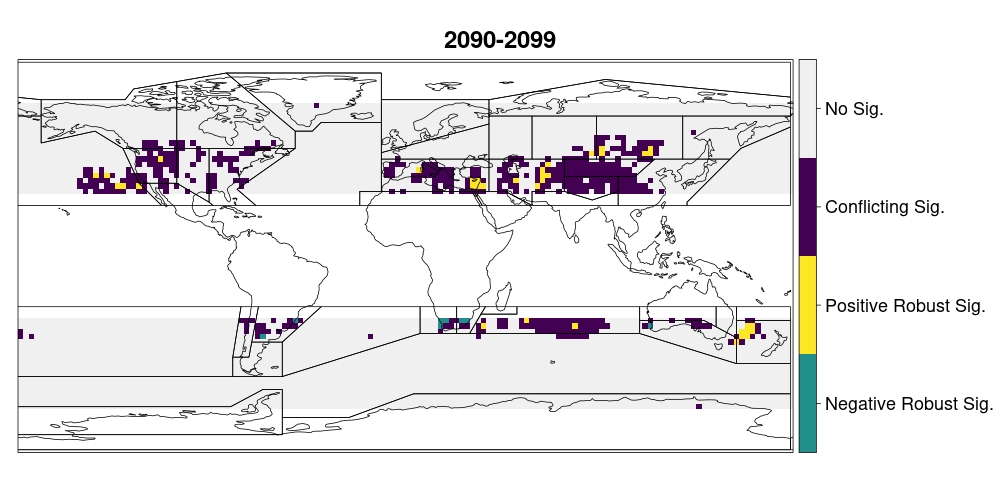 2090-2099
No Sig.
Conflicting Sig.
Positive Robust Sig.
Negative Robust Sig.